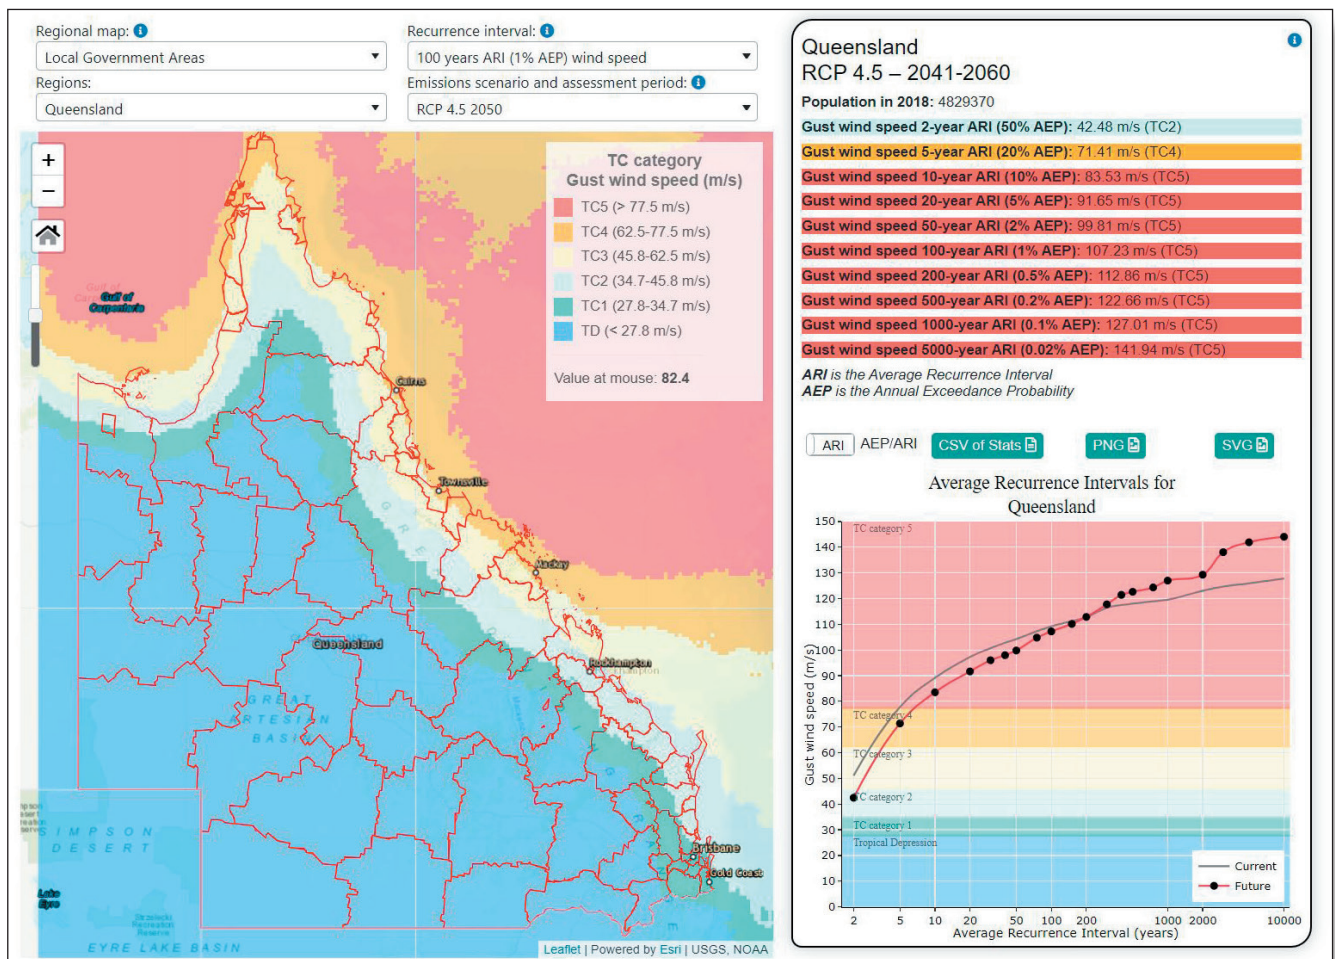 Regional map:
Local Government Areas
Regions:
Queensland
Recurrence interval:
100 years ARI (1% AEP) wind speed
Emissions scenario and assessment period:
RCP 4.5 2050
+
−
TC category
Gust wind speed (m/s)
TC5 (> 77.5 m/s)
TC4 (62.5-77.5 m/s)
TC3 (45.8-62.5 m/s)
TC2 (34.7-45.8 m/s)
TC1 (27.8-34.7 m/s)
TD (< 27.8 m/s)
Value at mouse: 82.4
Gulf of
Carpentaria
Cairns
Townsville
Mackay
Queensland
Rockhampton
GREAT
ARTESIAN
BASIN
SIMPSON
DESERT
Brisbane
Gold Coast
Lake
Eyre
Strzelecki
Recreation
Reserve
EYRE LAKE BASIN
Leaflet | Powered by Esri | USGS, NOAA
Queensland
RCP 4.5 – 2041-2060
Population in 2018: 4829370
Gust wind speed 2-year ARI (50% AEP): 42.48 m/s (TC2)
Gust wind speed 5-year ARI (20% AEP): 71.41 m/s (TC4)
Gust wind speed 10-year ARI (10% AEP): 83.53 m/s (TC5)
Gust wind speed 20-year ARI (5% AEP): 91.65 m/s (TC5)
Gust wind speed 50-year ARI (2% AEP): 99.81 m/s (TC5)
Gust wind speed 100-year ARI (1% AEP): 107.23 m/s (TC5)
Gust wind speed 200-year ARI (0.5% AEP): 112.86 m/s (TC5)
Gust wind speed 500-year ARI (0.2% AEP): 122.66 m/s (TC5)
Gust wind speed 1000-year ARI (0.1% AEP): 127.01 m/s (TC5)
Gust wind speed 5000-year ARI (0.02% AEP): 141.94 m/s (TC5)
ARI is the Average Recurrence Interval
AEP is the Annual Exceedance Probability
ARI AEP/ARI CSV of Stats PNG SVG
Average Recurrence Intervals for
Queensland
150
140
130
120
110
100
90
80
70
60
50
40
30
20
10
0
Gust wind speed (m/s)
TC category 5
TC category 4
TC category 3
TC category 2
TC category 1
Tropical Depression
Current
Future
2 5 10 20 50 100 200 1000 2000 10000
Average Recurrence Interval (years)